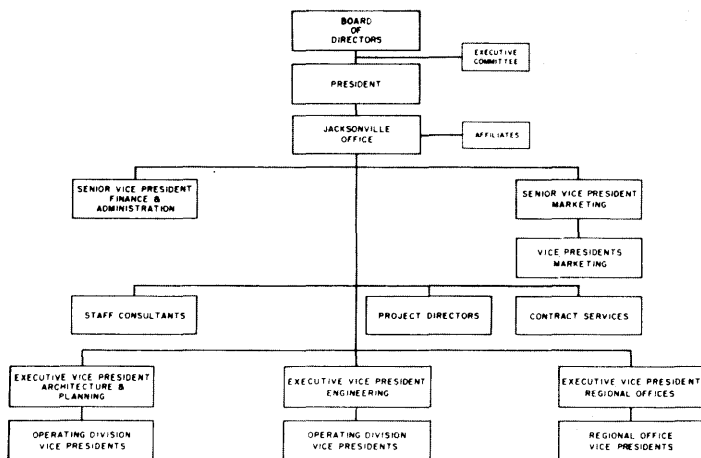 BOARD
OF
DIRECTORS
EXECUTIVE
COMMITTEE
PRESIDENT
JACKSONVILLE
OFFICE
AFFILIATES
SENIOR VICE PRESIDENT
FINANCE &
ADMINISTRATION
SENIOR VICE PRESIDENT
MARKETING
VICE PRESIDENTS
MARKETING
STAFF CONSULTANTS
PROJECT DIRECTORS
CONTRACT SERVICES
EXECUTIVE VICE PRESIDENT
ARCHITECTURE &
PLANNING
EXECUTIVE VICE PRESIDENT
ENGINEERING
EXECUTIVE VICE PRESIDENT
REGIONAL OFFICES
OPERATING DIVISION
VICE PRESIDENTS
OPERATING DIVISION
VICE PRESIDENTS
REGIONAL OFFICE
VICE PRESIDENTS